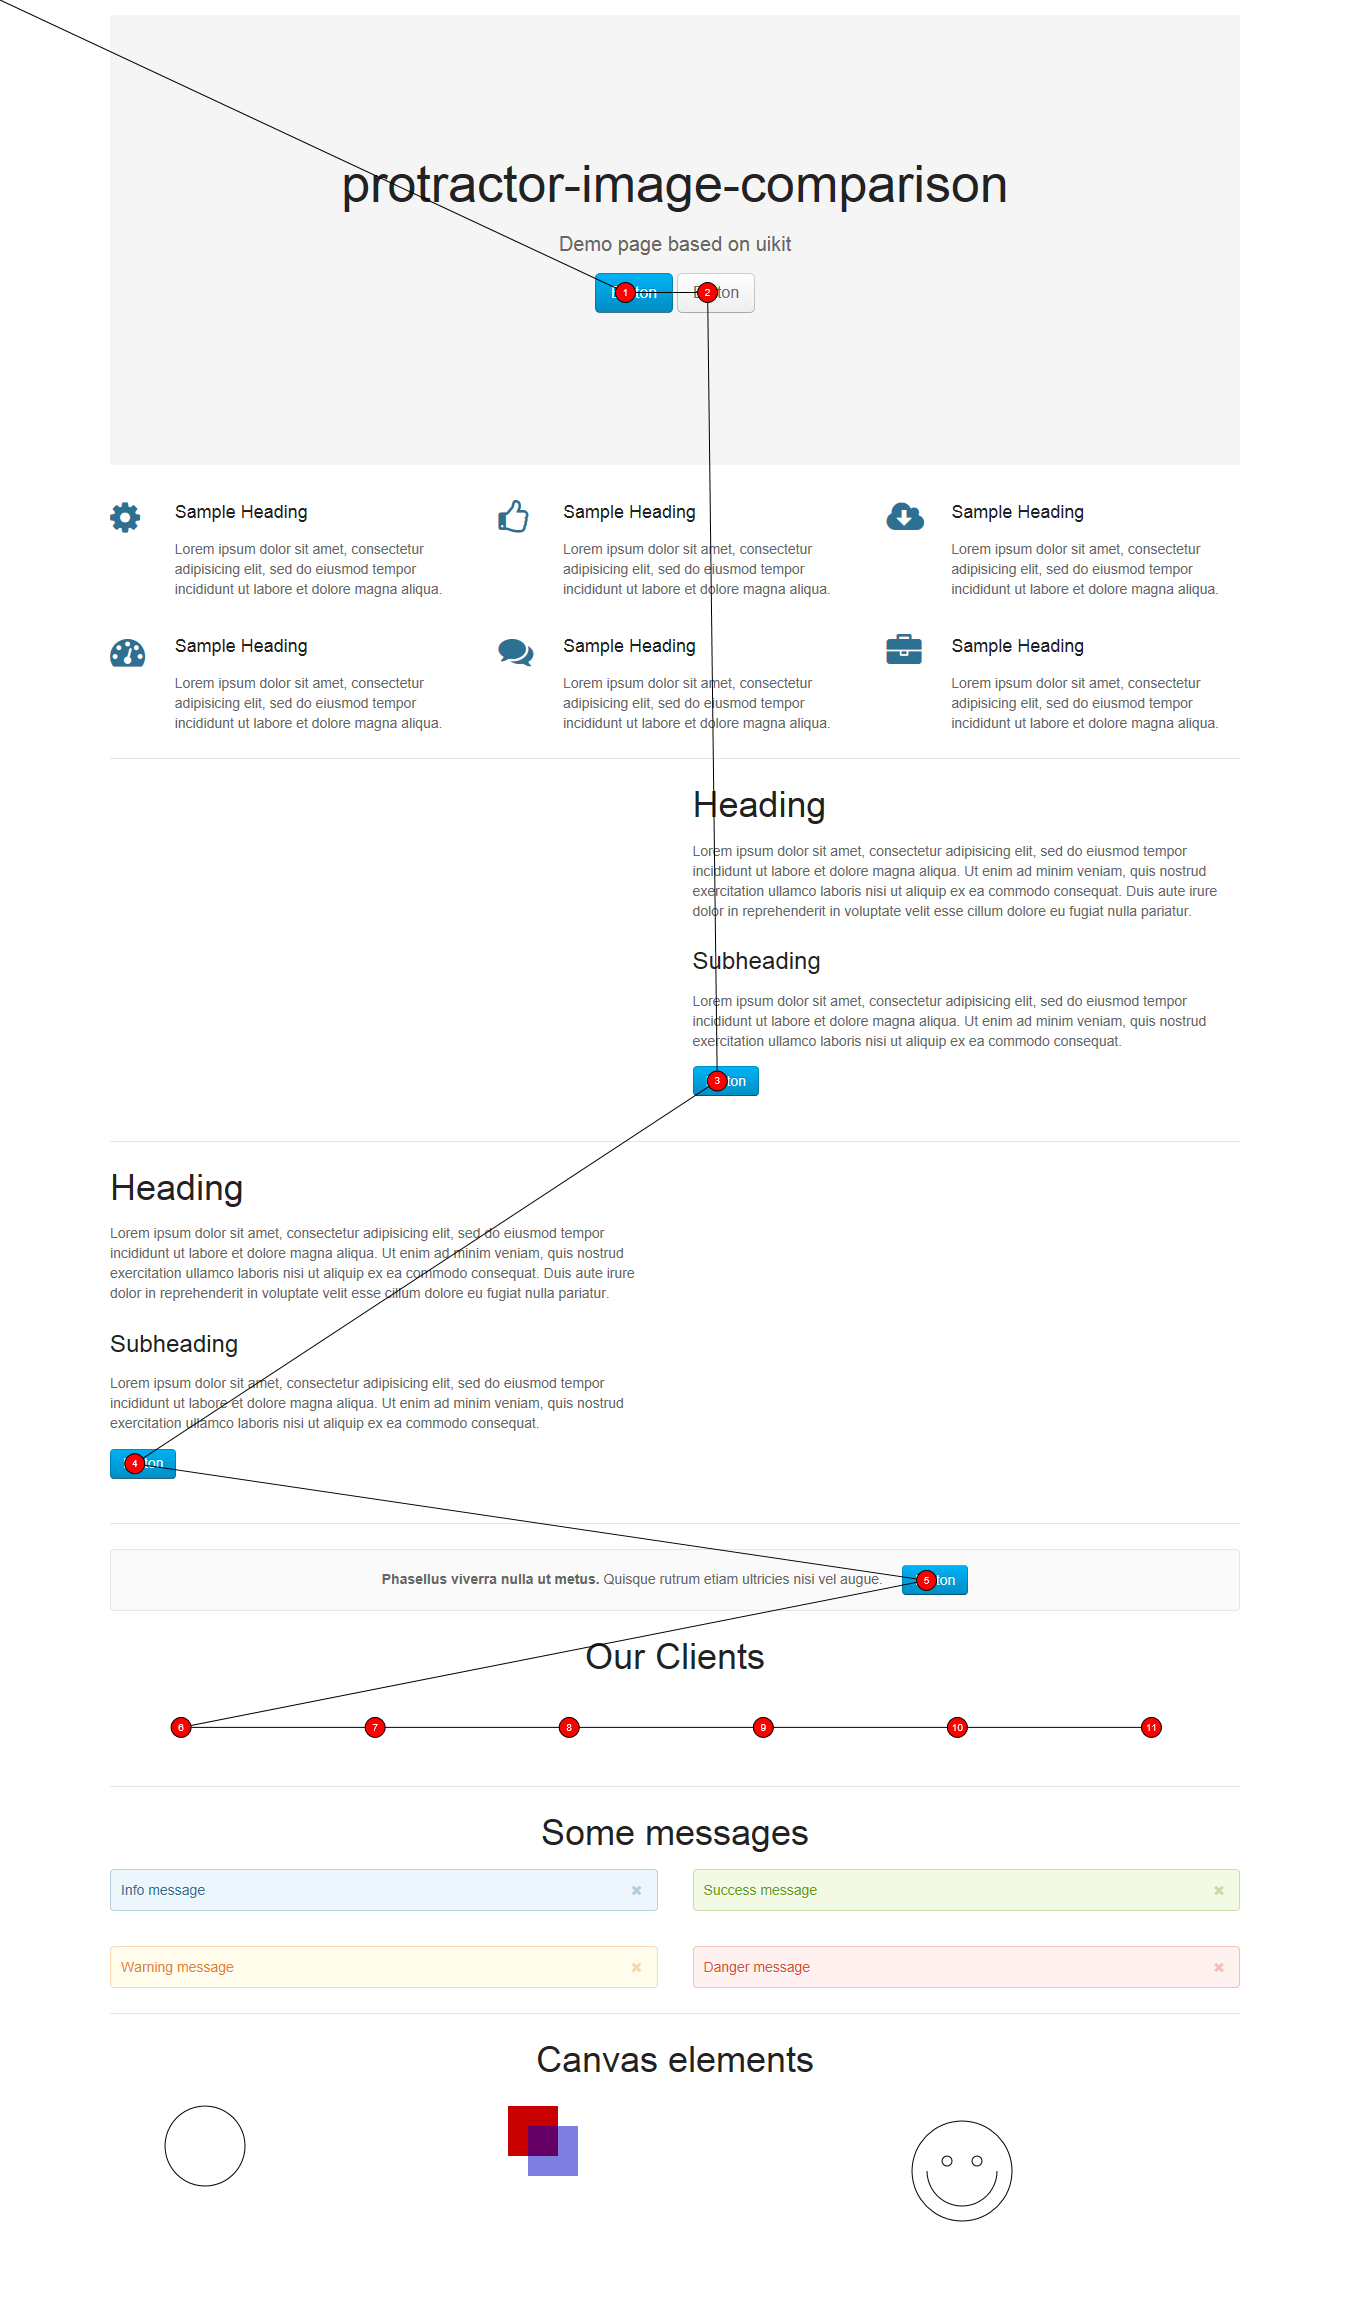 protractor-image-comparison
Demo page based on uikit
1
2
Sample Heading
Lorem ipsum dolor sit amet, consectetur
adipisicing elit, sed do eiusmod tempor
incididunt ut labore et dolore magna aliqua.
Sample Heading
Lorem ipsum dolor sit amet, consectetur
adipisicing elit, sed do eiusmod tempor
incididunt ut labore et dolore magna aliqua.
Sample Heading
Lorem ipsum dolor sit amet, consectetur
adipisicing elit, sed do eiusmod tempor
incididunt ut labore et dolore magna aliqua.
Sample Heading
Lorem ipsum dolor sit amet, consectetur
adipisicing elit, sed do eiusmod tempor
incididunt ut labore et dolore magna aliqua.
Sample Heading
Lorem ipsum dolor sit amet, consectetur
adipisicing elit, sed do eiusmod tempor
incididunt ut labore et dolore magna aliqua.
Sample Heading
Lorem ipsum dolor sit amet, consectetur
adipisicing elit, sed do eiusmod tempor
incididunt ut labore et dolore magna aliqua.
Heading
Lorem ipsum dolor sit amet, consectetur adipisicing elit, sed do eiusmod tempor
incididunt ut labore et dolore magna aliqua. Ut enim ad minim veniam, quis nostrud
exercitation ullamco laboris nisi ut aliquip ex ea commodo consequat. Duis aute irure
dolor in reprehenderit in voluptate velit esse cillum dolore eu fugiat nulla pariatur.
Subheading
Lorem ipsum dolor sit amet, consectetur adipisicing elit, sed do eiusmod tempor
incididunt ut labore et dolore magna aliqua. Ut enim ad minim veniam, quis nostrud
exercitation ullamco laboris nisi ut aliquip ex ea commodo consequat.
3
Heading
Lorem ipsum dolor sit amet, consectetur adipisicing elit, sed do eiusmod tempor
incididunt ut labore et dolore magna aliqua. Ut enim ad minim veniam, quis nostrud
exercitation ullamco laboris nisi ut aliquip ex ea commodo consequat. Duis aute irure
dolor in reprehenderit in voluptate velit esse cillum dolore eu fugiat nulla pariatur.
Subheading
Lorem ipsum dolor sit amet, consectetur adipisicing elit, sed do eiusmod tempor
incididunt ut labore et dolore magna aliqua. Ut enim ad minim veniam, quis nostrud
exercitation ullamco laboris nisi ut aliquip ex ea commodo consequat.
4
Phasellus viverra nulla ut metus. Quisque rutrum etiam ultricies nisi vel augue. 5
Our Clients
6 7 8 9 10 11
Some messages
Info message
Success message
Warning message
Danger message
Canvas elements